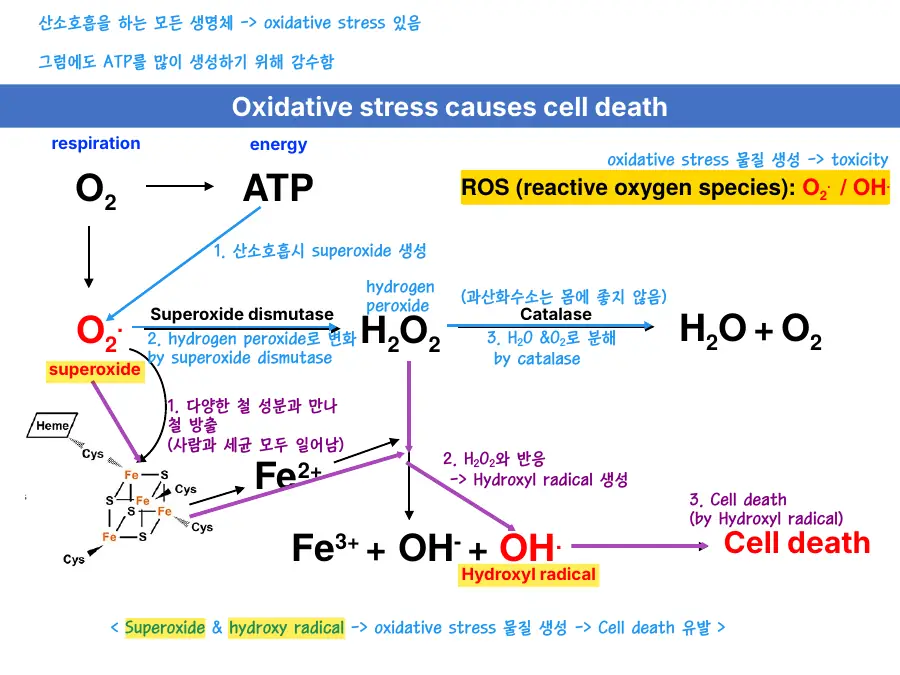 산소호흡을 하는 모든 생명체 -> oxidative stress 있음
그럼에도 ATP를 많이 생성하기 위해 감수함
Oxidative stress causes cell death
respiration
energy
oxidative stress 물질 생성 -> toxicity
O2
ATP
ROS (reactive oxygen species): O2· / OH·
1. 산소호흡시 superoxide 생성
hydrogen
peroxide
(과산화수소는 몸에 좋지 않음)
Superoxide dismutase
Catalase
O2·
H2O2
H2O + O2
2. hydrogen peroxide로 변화
by superoxide dismutase
3. H2O &O2로 분해
by catalase
superoxide
1. 다양한 철 성분과 만나
철 방출
(사람과 세균 모두 일어남)
Heme
Cys
Fe
S
Fe2+
2. H2O2와 반응
-> Hydroxyl radical 생성
Cys
S
Fe
S
Fe
Cys
Fe
S
Cys
3. Cell death
(by Hydroxyl radical)
Fe3+ + OH- + OH·
Cell death
Hydroxyl radical
< Superoxide & hydroxy radical -> oxidative stress 물질 생성 -> Cell death 유발 >